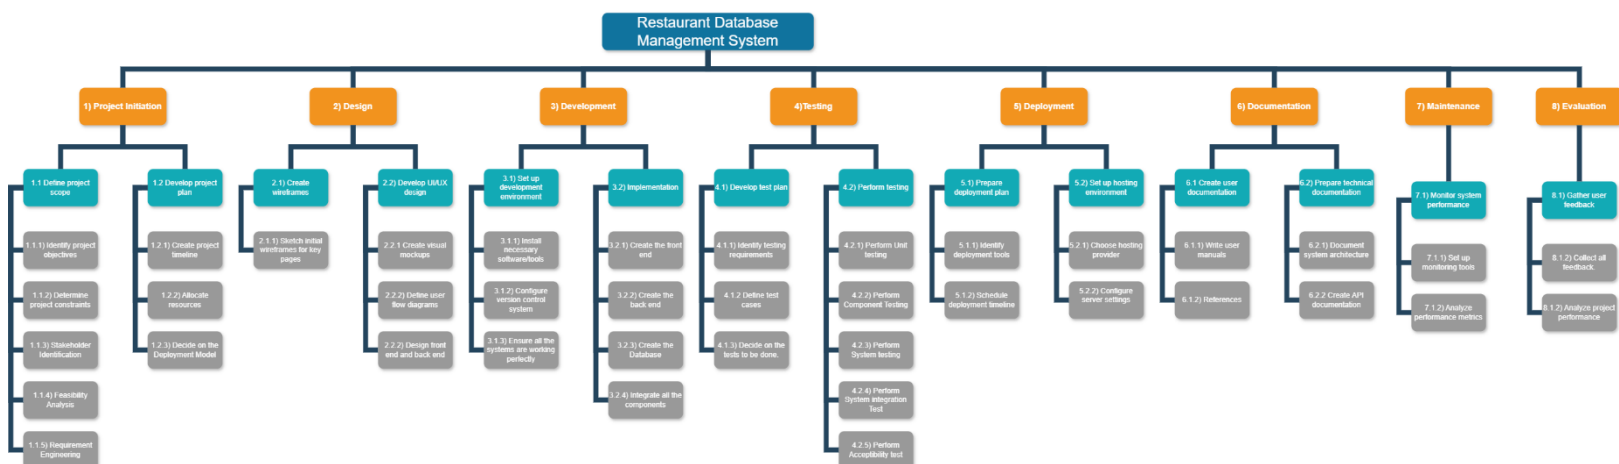 Restaurant Database
Management System
1) Project Initiation
2) Design
3) Development
4)Testing
5) Deployment
6) Documentation
7) Maintenance
8) Evaluation
1.1 Define project
scope
1.1.1) Identify project
objectives
1.1.2) Determine
project constraints
1.1.3) Stakeholder
Identification
1.1.4) Feasibility
Analysis
1.1.5) Requirement
Engineering
1.2 Develop project
plan
1.2.1) Create project
timeline
1.2.2) Allocate
resources
1.2.3) Decide on the
Deployment Model
2.1) Create
wireframes
2.1.1) Sketch initial
wireframes for key
pages
2.2) Develop UI/UX
design
2.2.1 Create visual
mockups
2.2.2) Define user
flow diagrams
2.2.2) Design front
end and back end
3.1) Set up
development
environment
3.1.1) Install
necessary
software/tools
3.1.2) Configure
version control
system
3.1.3) Ensure all the
systems are working
perfectly
3.2) Implementation
3.2.1) Create the front
end
3.2.2) Create the
back end
3.2.3) Create the
Database
3.2.4) Integrate all the
components
4.1) Develop test plan
4.1.1) Identify testing
requirements
4.1.2 Define test
cases
4.1.3) Decide on the
tests to be done.
4.2) Perform testing
4.2.1) Perform Unit
testing
4.2.2) Perform
Component Testing
4.2.3) Perform
System testing
4.2.4) Perform
System integration
Test
4.2.5) Perform
Acceptibility test
5.1) Prepare
deployment plan
5.1.1) Identify
deployment tools
5.1.2) Schedule
deployment timeline
5.2) Set up hosting
environment
5.2.1) Choose hosting
provider
5.2.2) Configure
server settings
6.1 Create user
documentation
6.1.1) Write user
manuals
6.1.2) References
6.2) Prepare technical
documentation
6.2.1) Document
system architecture
6.2.2 Create API
documentation
7.1) Monitor system
performance
7.1.1) Set up
monitoring tools
7.1.2) Analyze
performance metrics
8.1) Gather user
feedback
8.1.2) Collect all
feedback.
8.1.2) Analyze project
performance